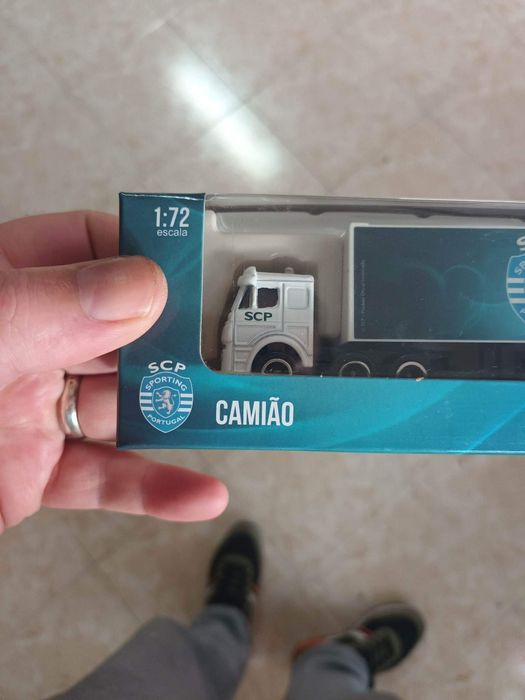 1:72
escala
SCP
SCP
SPORTING
PORTUGAL
CAMIÃO